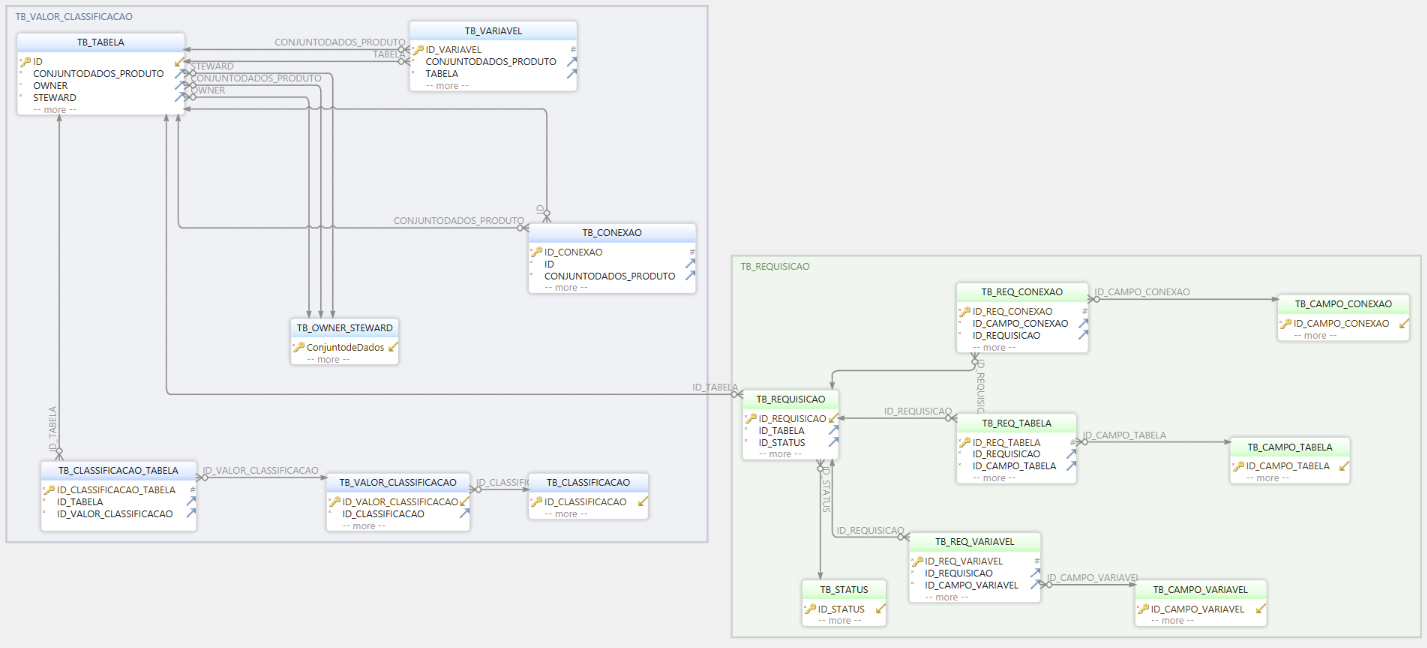 TB_VALOR_CLASSIFICACAO
TB_TABELA
ID
CONJUNTODADOS_PRODUTO
OWNER
STEWARD
-- more --
CONJUNTODADOS_PRODUTO
TABELA
STEWARD
CONJUNTODADOS_PRODUTO
OWNER
TB_VARIAVEL
ID_VARIAVEL #
CONJUNTODADOS_PRODUTO
TABELA
-- more --
ID
CONJUNTODADOS_PRODUTO
TB_CONEXAO
ID_CONEXAO #
ID
CONJUNTODADOS_PRODUTO
-- more --
TB_OWNER_STEWARD
ConjuntodeDados
-- more --
ID_TABELA
TB_CLASSIFICACAO_TABELA
ID_CLASSIFICACAO_TABELA #
ID_TABELA
ID_VALOR_CLASSIFICACAO
ID_VALOR_CLASSIFICACAO
TB_VALOR_CLASSIFICACAO
ID_VALOR_CLASSIFICACAO
ID_CLASSIFICACAO
-- more --
ID_CLASSIFI
TB_CLASSIFICACAO
ID_CLASSIFICACAO
-- more --
TB_REQUISICAO
TB_REQ_CONEXAO
ID_REQ_CONEXAO #
ID_CAMPO_CONEXAO
ID_REQUISICAO
-- more --
ID_CAMPO_CONEXAO
TB_CAMPO_CONEXAO
ID_CAMPO_CONEXAO
-- more --
ID_REQUISIC
ID_TABELA
TB_REQUISICAO
ID_REQUISICAO
ID_TABELA
ID_STATUS
-- more --
ID_REQUISICAO
TB_REQ_TABELA
ID_REQ_TABELA #
ID_REQUISICAO
ID_CAMPO_TABELA
-- more --
ID_CAMPO_TABELA
TB_CAMPO_TABELA
ID_CAMPO_TABELA
-- more --
ID_STATUS
ID_REQUISICAO
TB_REQ_VARIAVEL
ID_REQ_VARIAVEL #
ID_REQUISICAO
ID_CAMPO_VARIAVEL
-- more --
ID_CAMPO_VARIAVEL
TB_STATUS
ID_STATUS
-- more --
TB_CAMPO_VARIAVEL
ID_CAMPO_VARIAVEL
-- more --